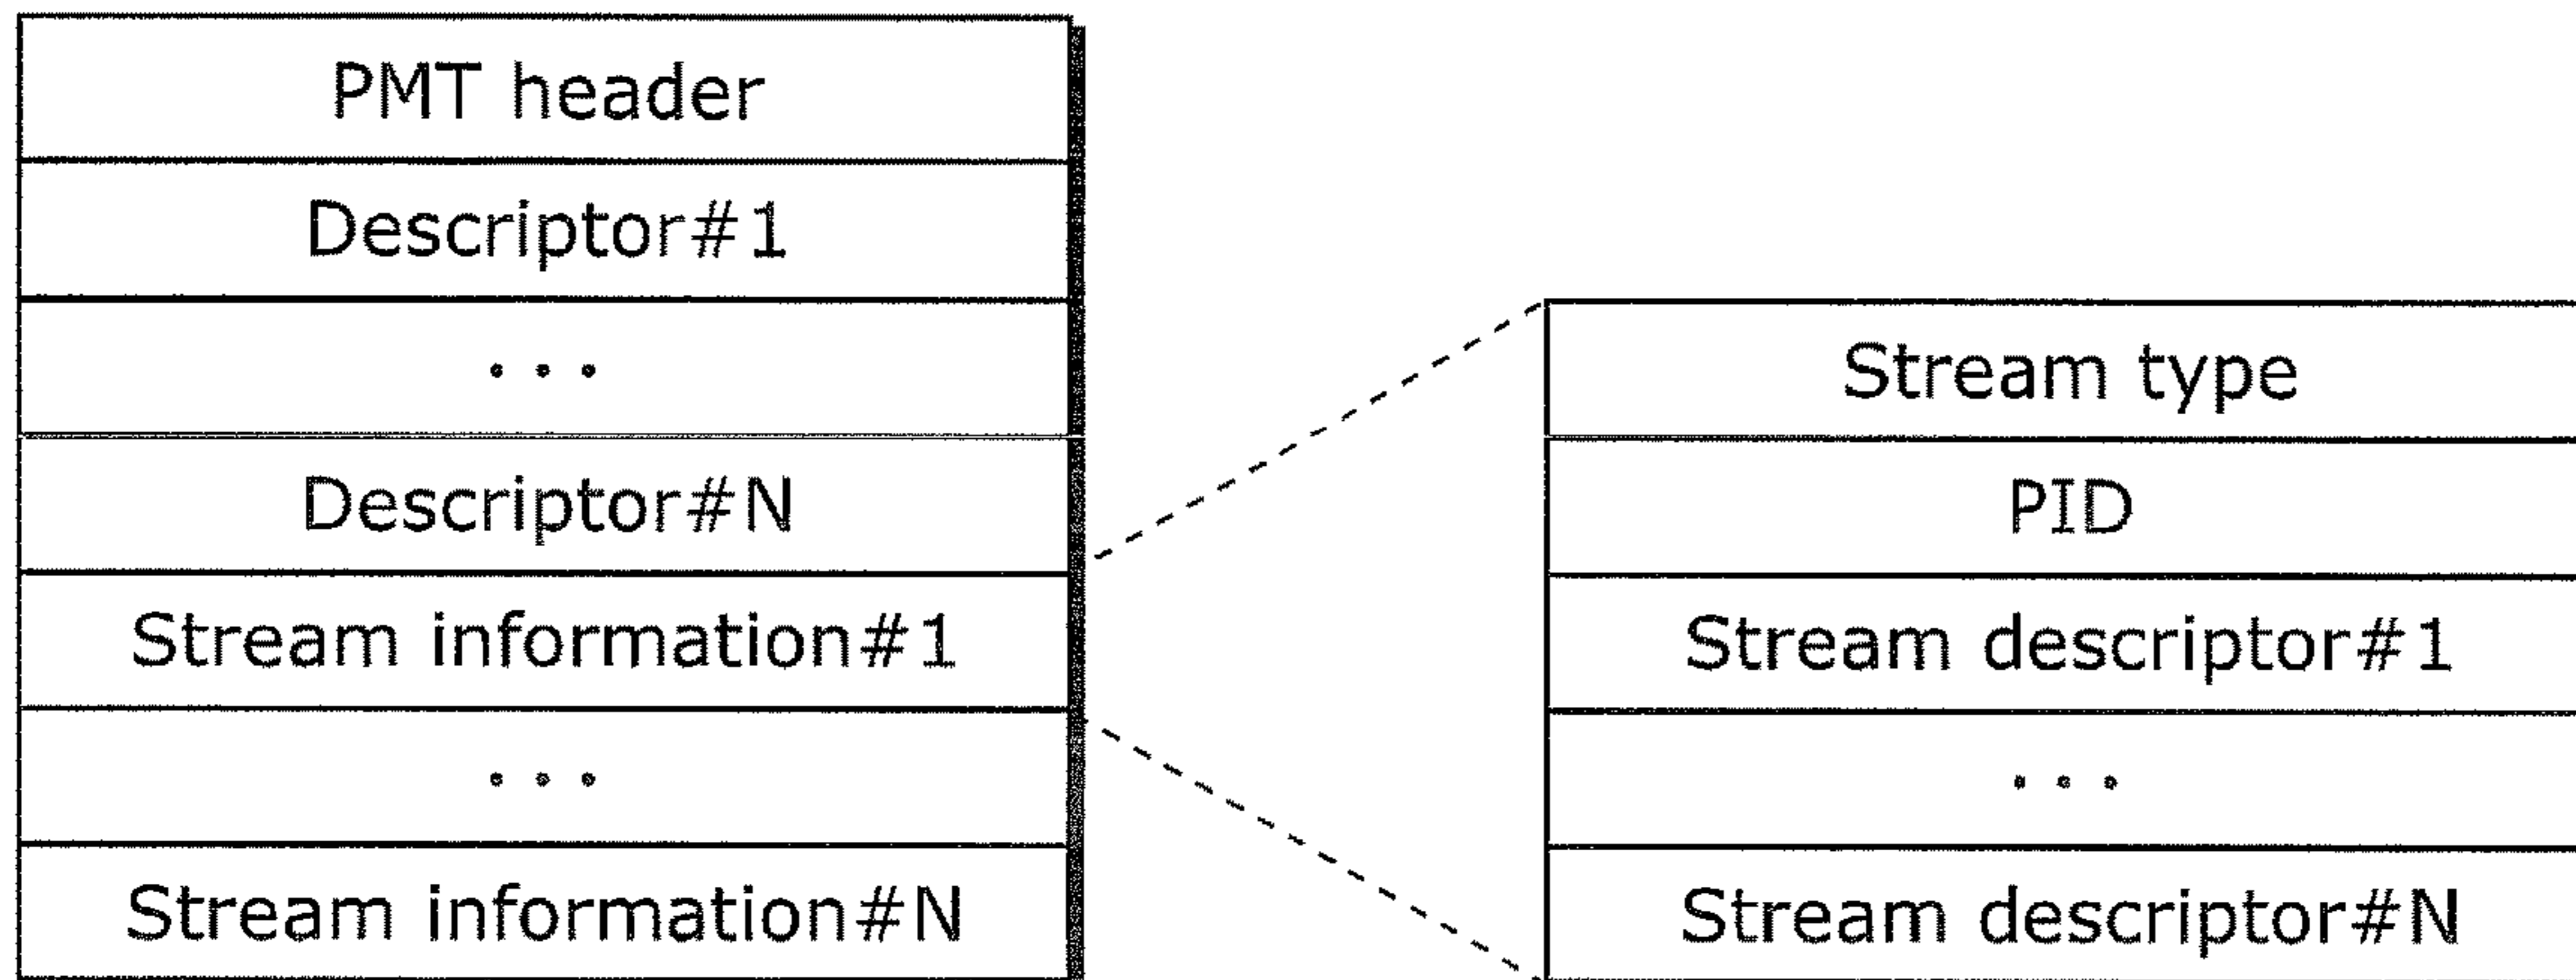 PMT header
Descriptor#1
...
Descriptor#N
Stream information#1
...
Stream information#N
Stream type
PID
Stream descriptor#1
...
Stream descriptor#N